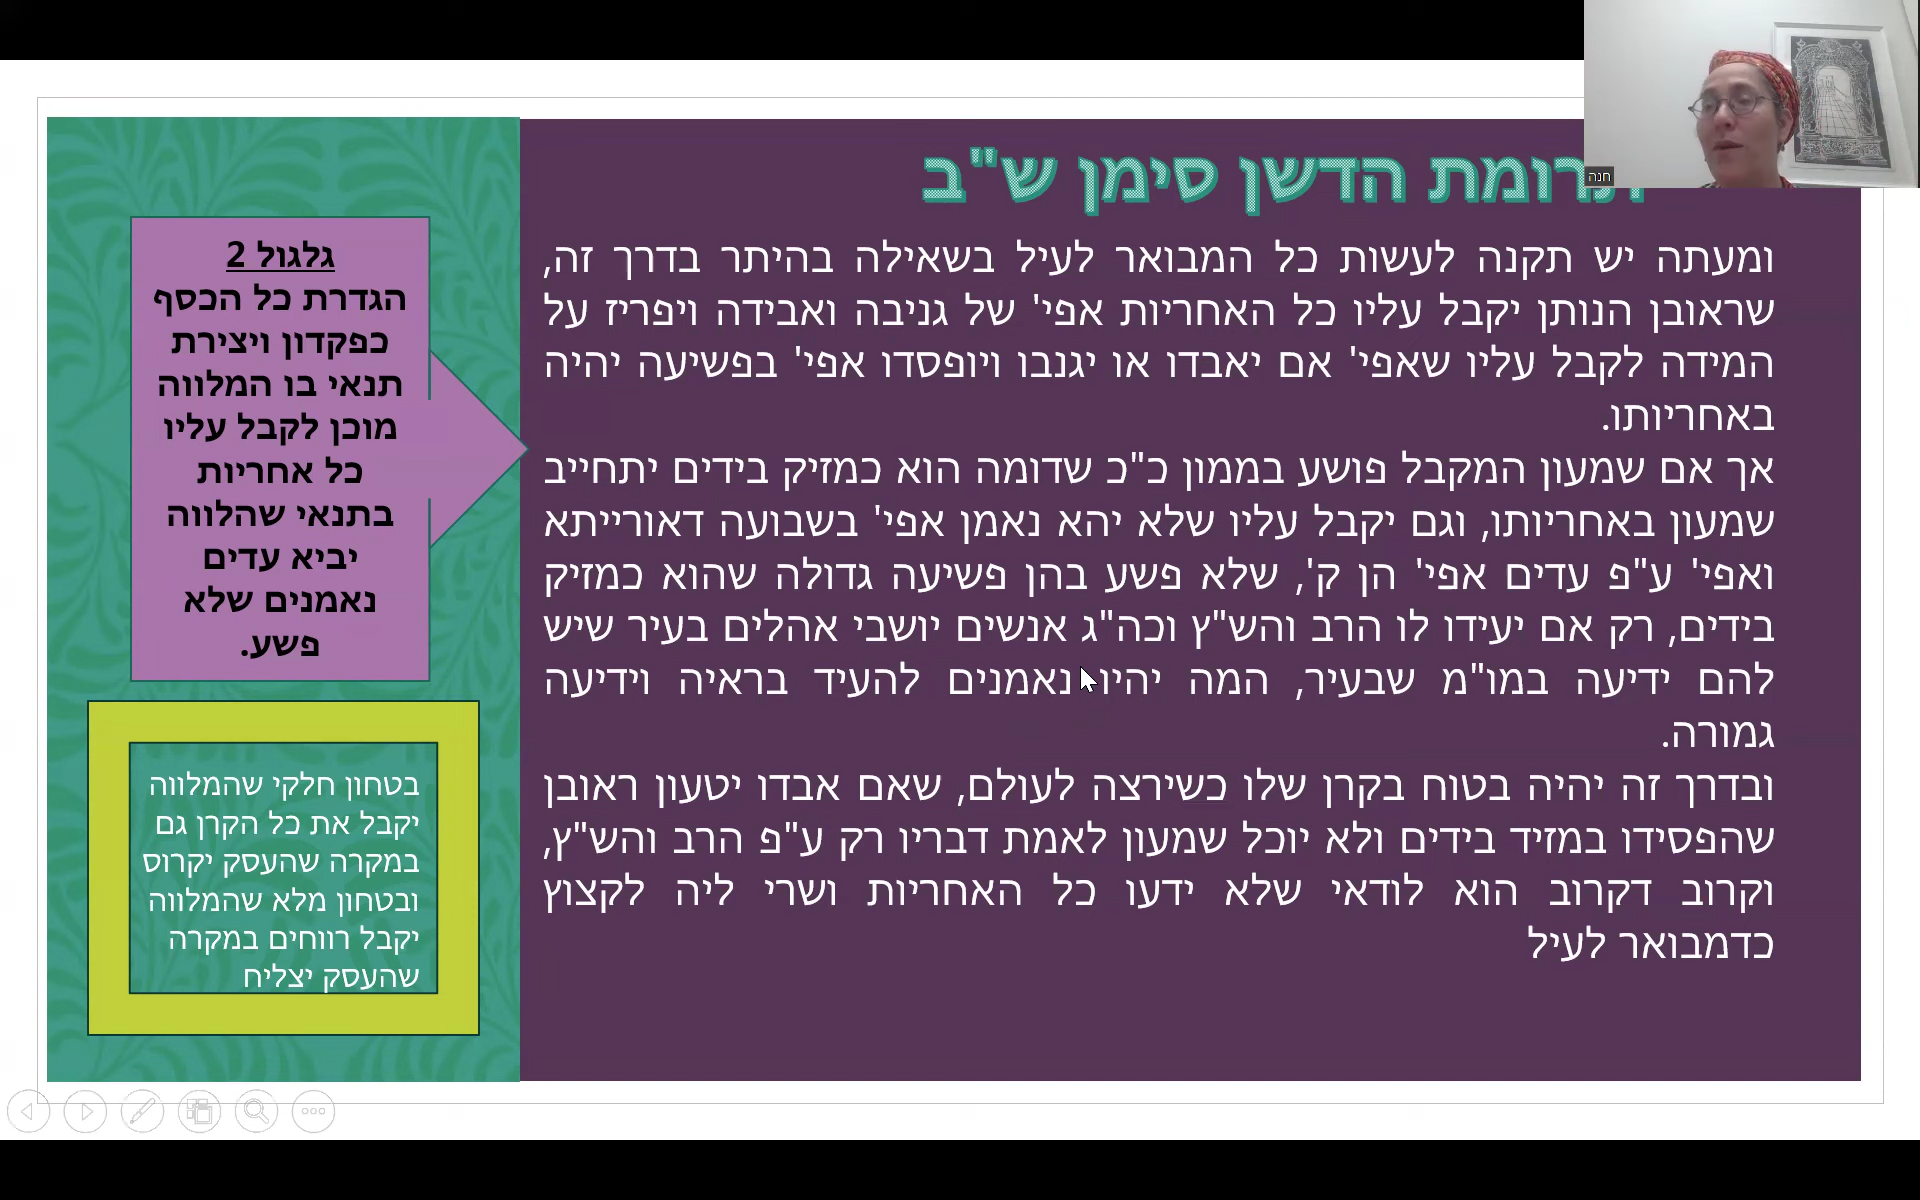 תרומת הדשן סימן ש"ב
ומעתה יש תקנה לעשות כל המבואר לעיל בשאילה בהיתר בדרך זה,
שראובן הנותן יקבל עליו כל האחריות אפי' של גניבה ואבידה ויפריז על
המידה לקבל עליו שאפי' אם יאבדו או יגנבו ויופסדו אפי' בפשיעה יהיה
באחריותו.
אך אם שמעון המקבל פושע בממון כ"כ שדומה הוא כמזיק בידים יתחייב
שמעון באחריותו, וגם יקבל עליו שלא יהא נאמן אפי' בשבועה דאורייתא
ואפי' ע"פ עדים אפי' הן ק', שלא פשע בהן פשיעה גדולה שהוא כמזיק
בידים, רק אם יעידו לו הרב והש"ץ וכה"ג אנשים יושבי אהלים בעיר שיש
להם ידיעה במו"מ שבעיר, המה יהיו נאמנים להעיד בראיה וידיעה
גמורה.
ובדרך זה יהיה בטוח בקרן שלו כשירצה לעולם, שאם אבדו יטעון ראובן
שהפסידו במזיד בידים ולא יוכל שמעון לאמת דבריו רק ע"פ הרב והש"ץ,
וקרוב דקרוב הוא לודאי שלא ידעו כל האחריות ושרי ליה לקצוץ
כדמבואר לעיל
גלגול 2
הגדרת כל הכסף
כפקדון ויצירת
תנאי בו המלווה
מוכן לקבל עליו
כל אחריות
בתנאי שהלווה
יביא עדים
נאמנים שלא
פשע.
בטחון חלקי שהמלווה
יקבל את כל הקרן גם
במקרה שהעסק יקרוס
ובטחון מלא שהמלווה
יקבל רווחים במקרה
שהעסק יצליח
חנה